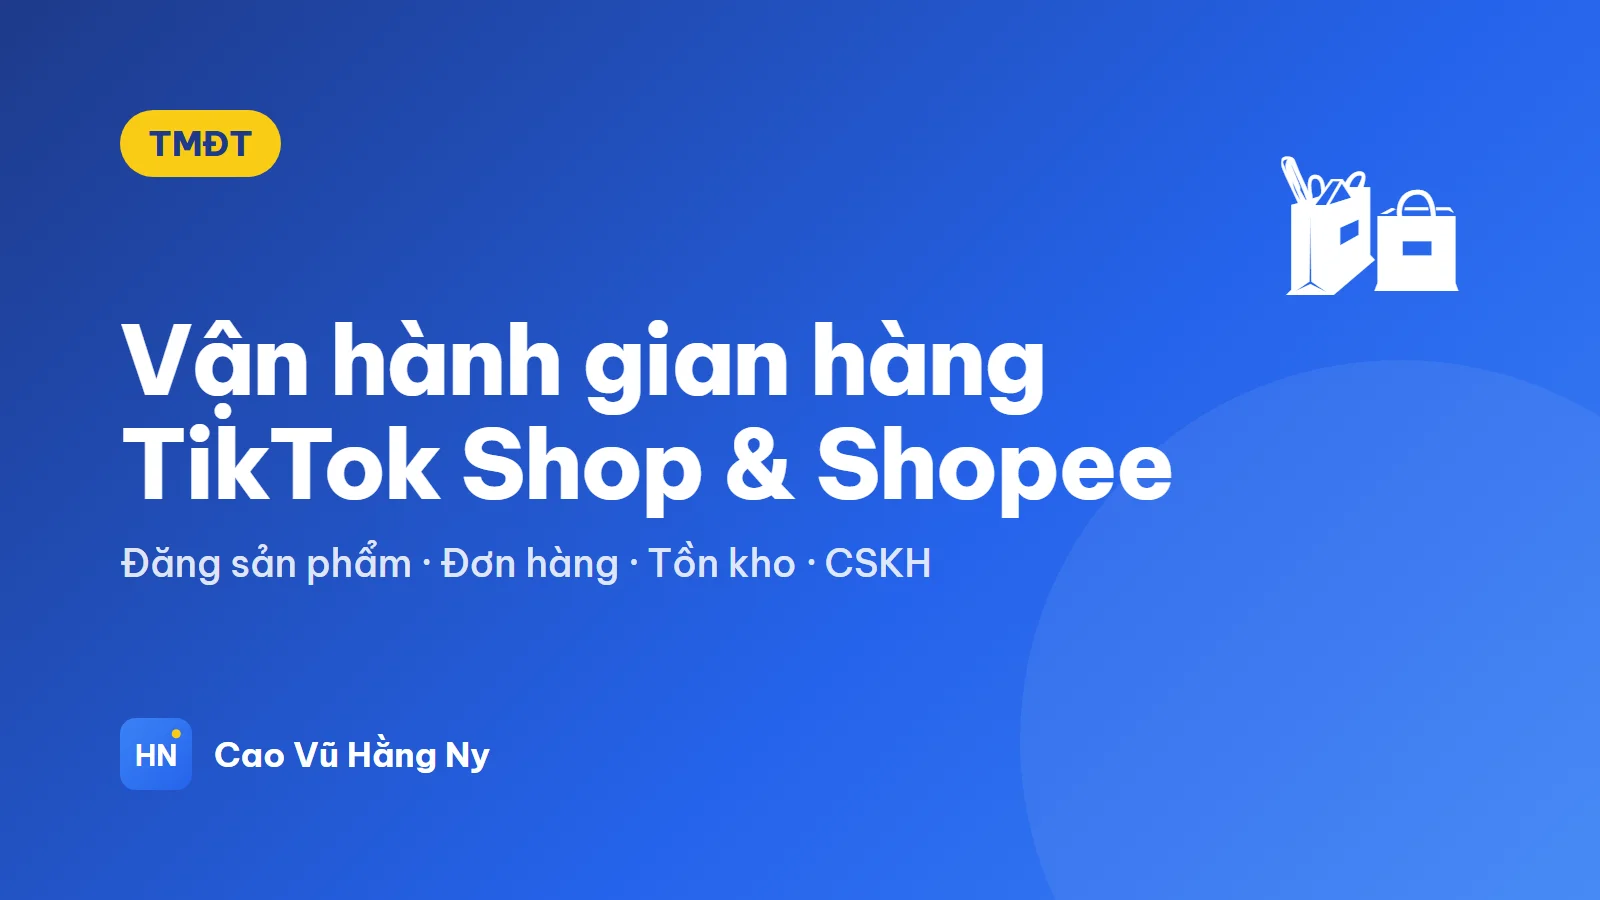 TMĐT
Vận hành gian hàng
TikTok Shop & Shopee
Đăng sản phẩm · Đơn hàng · Tồn kho · CSKH
HN
Cao Vũ Hằng Ny